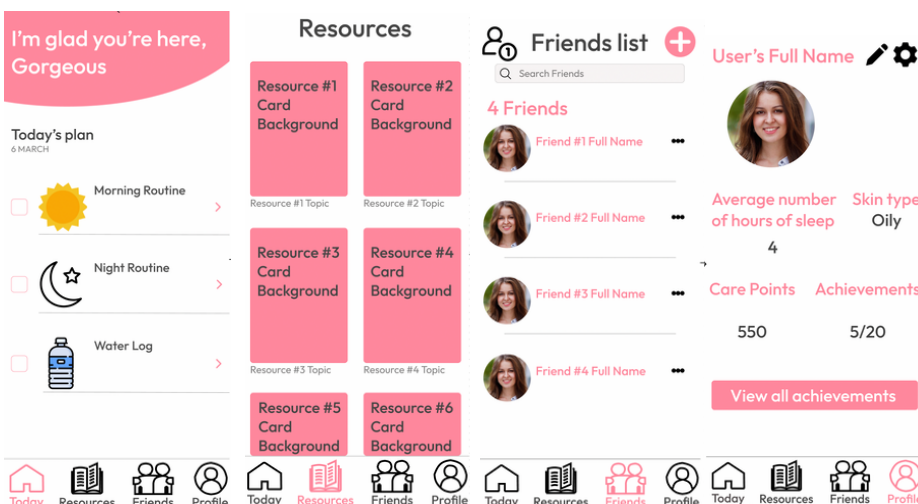 I'm glad you're here,
Gorgeous
Today's plan
6 MARCH
Morning Routine
Night Routine
Water Log
Today Resources Friends Profile
Resources
Resource #1
Card
Background
Resource #2
Card
Background
Resource #1 Topic
Resource #2 Topic
Resource #3
Card
Background
Resource #4
Card
Background
Resource #3 Topic
Resource #4 Topic
Resource #5
Card
Background
Resource #6
Card
Background
Today Resources Friends Profile
1
Friends list
Search Friends
4 Friends
Friend #1 Full Name
Friend #2 Full Name
Friend #3 Full Name
Friend #4 Full Name
Today Resources Friends Profile
User's Full Name
Average number
of hours of sleep
4
Skin type
Oily
Care Points
550
Achievements
5/20
View all achievements
Today Resources Friends Profile